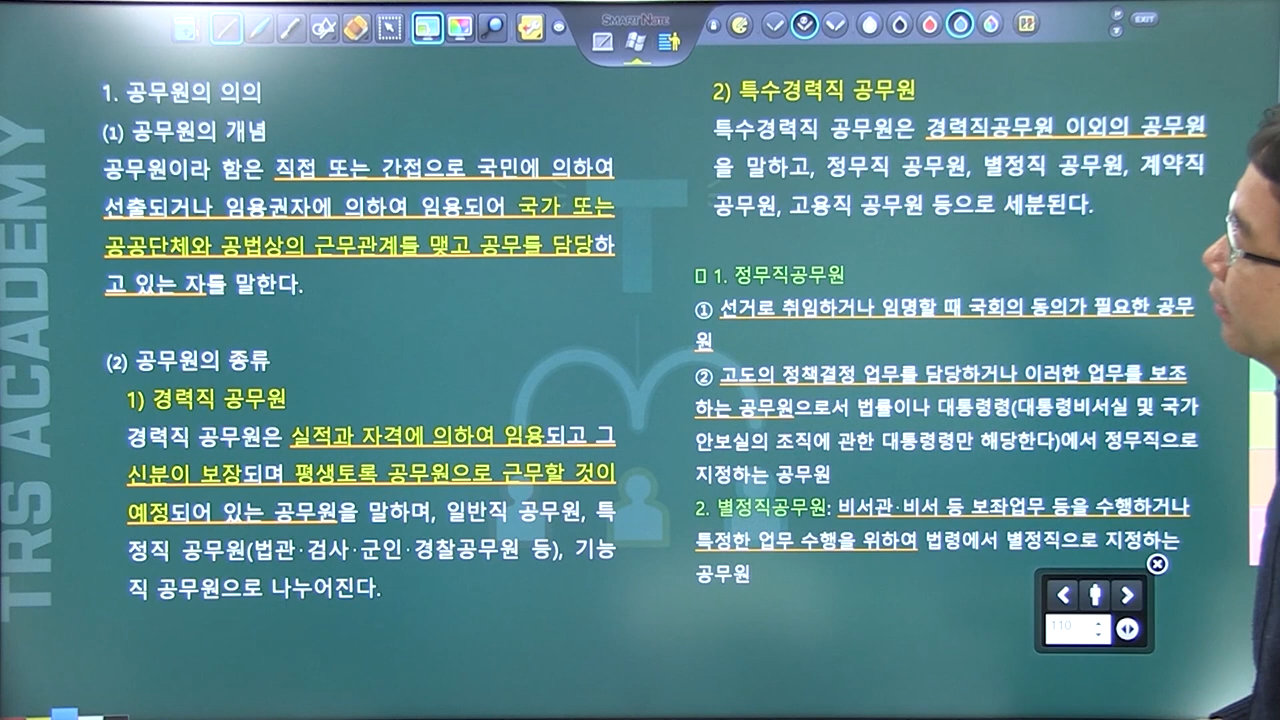 SMART NOTE
EXIT
TRS ACADEMY
1. 공무원의 의의
(1) 공무원의 개념
공무원이라 함은 직접 또는 간접으로 국민에 의하여
선출되거나 임용권자에 의하여 임용되어 국가 또는
공공단체와 공법상의 근무관계를 맺고 공무를 담당하
고 있는 자를 말한다.
(2) 공무원의 종류
1) 경력직 공무원
경력직 공무원은 실적과 자격에 의하여 임용되고 그
신분이 보장되며 평생토록 공무원으로 근무할 것이
예정되어 있는 공무원을 말하며, 일반직 공무원, 특
정직 공무원(법관·검사·군인·경찰공무원 등), 기능
직 공무원으로 나누어진다.
2) 특수경력직 공무원
특수경력직 공무원은 경력직공무원 이외의 공무원
을 말하고, 정무직 공무원, 별정직 공무원, 계약직
공무원, 고용직 공무원 등으로 세분된다.
1. 정무직공무원
① 선거로 취임하거나 임명할 때 국회의 동의가 필요한 공무
원
② 고도의 정책결정 업무를 담당하거나 이러한 업무를 보조
하는 공무원으로서 법률이나 대통령령(대통령비서실 및 국가
안보실의 조직에 관한 대통령령만 해당한다)에서 정무직으로
지정하는 공무원
2. 별정직공무원: 비서관·비서 등 보좌업무 등을 수행하거나
특정한 업무 수행을 위하여 법령에서 별정직으로 지정하는
공무원
110